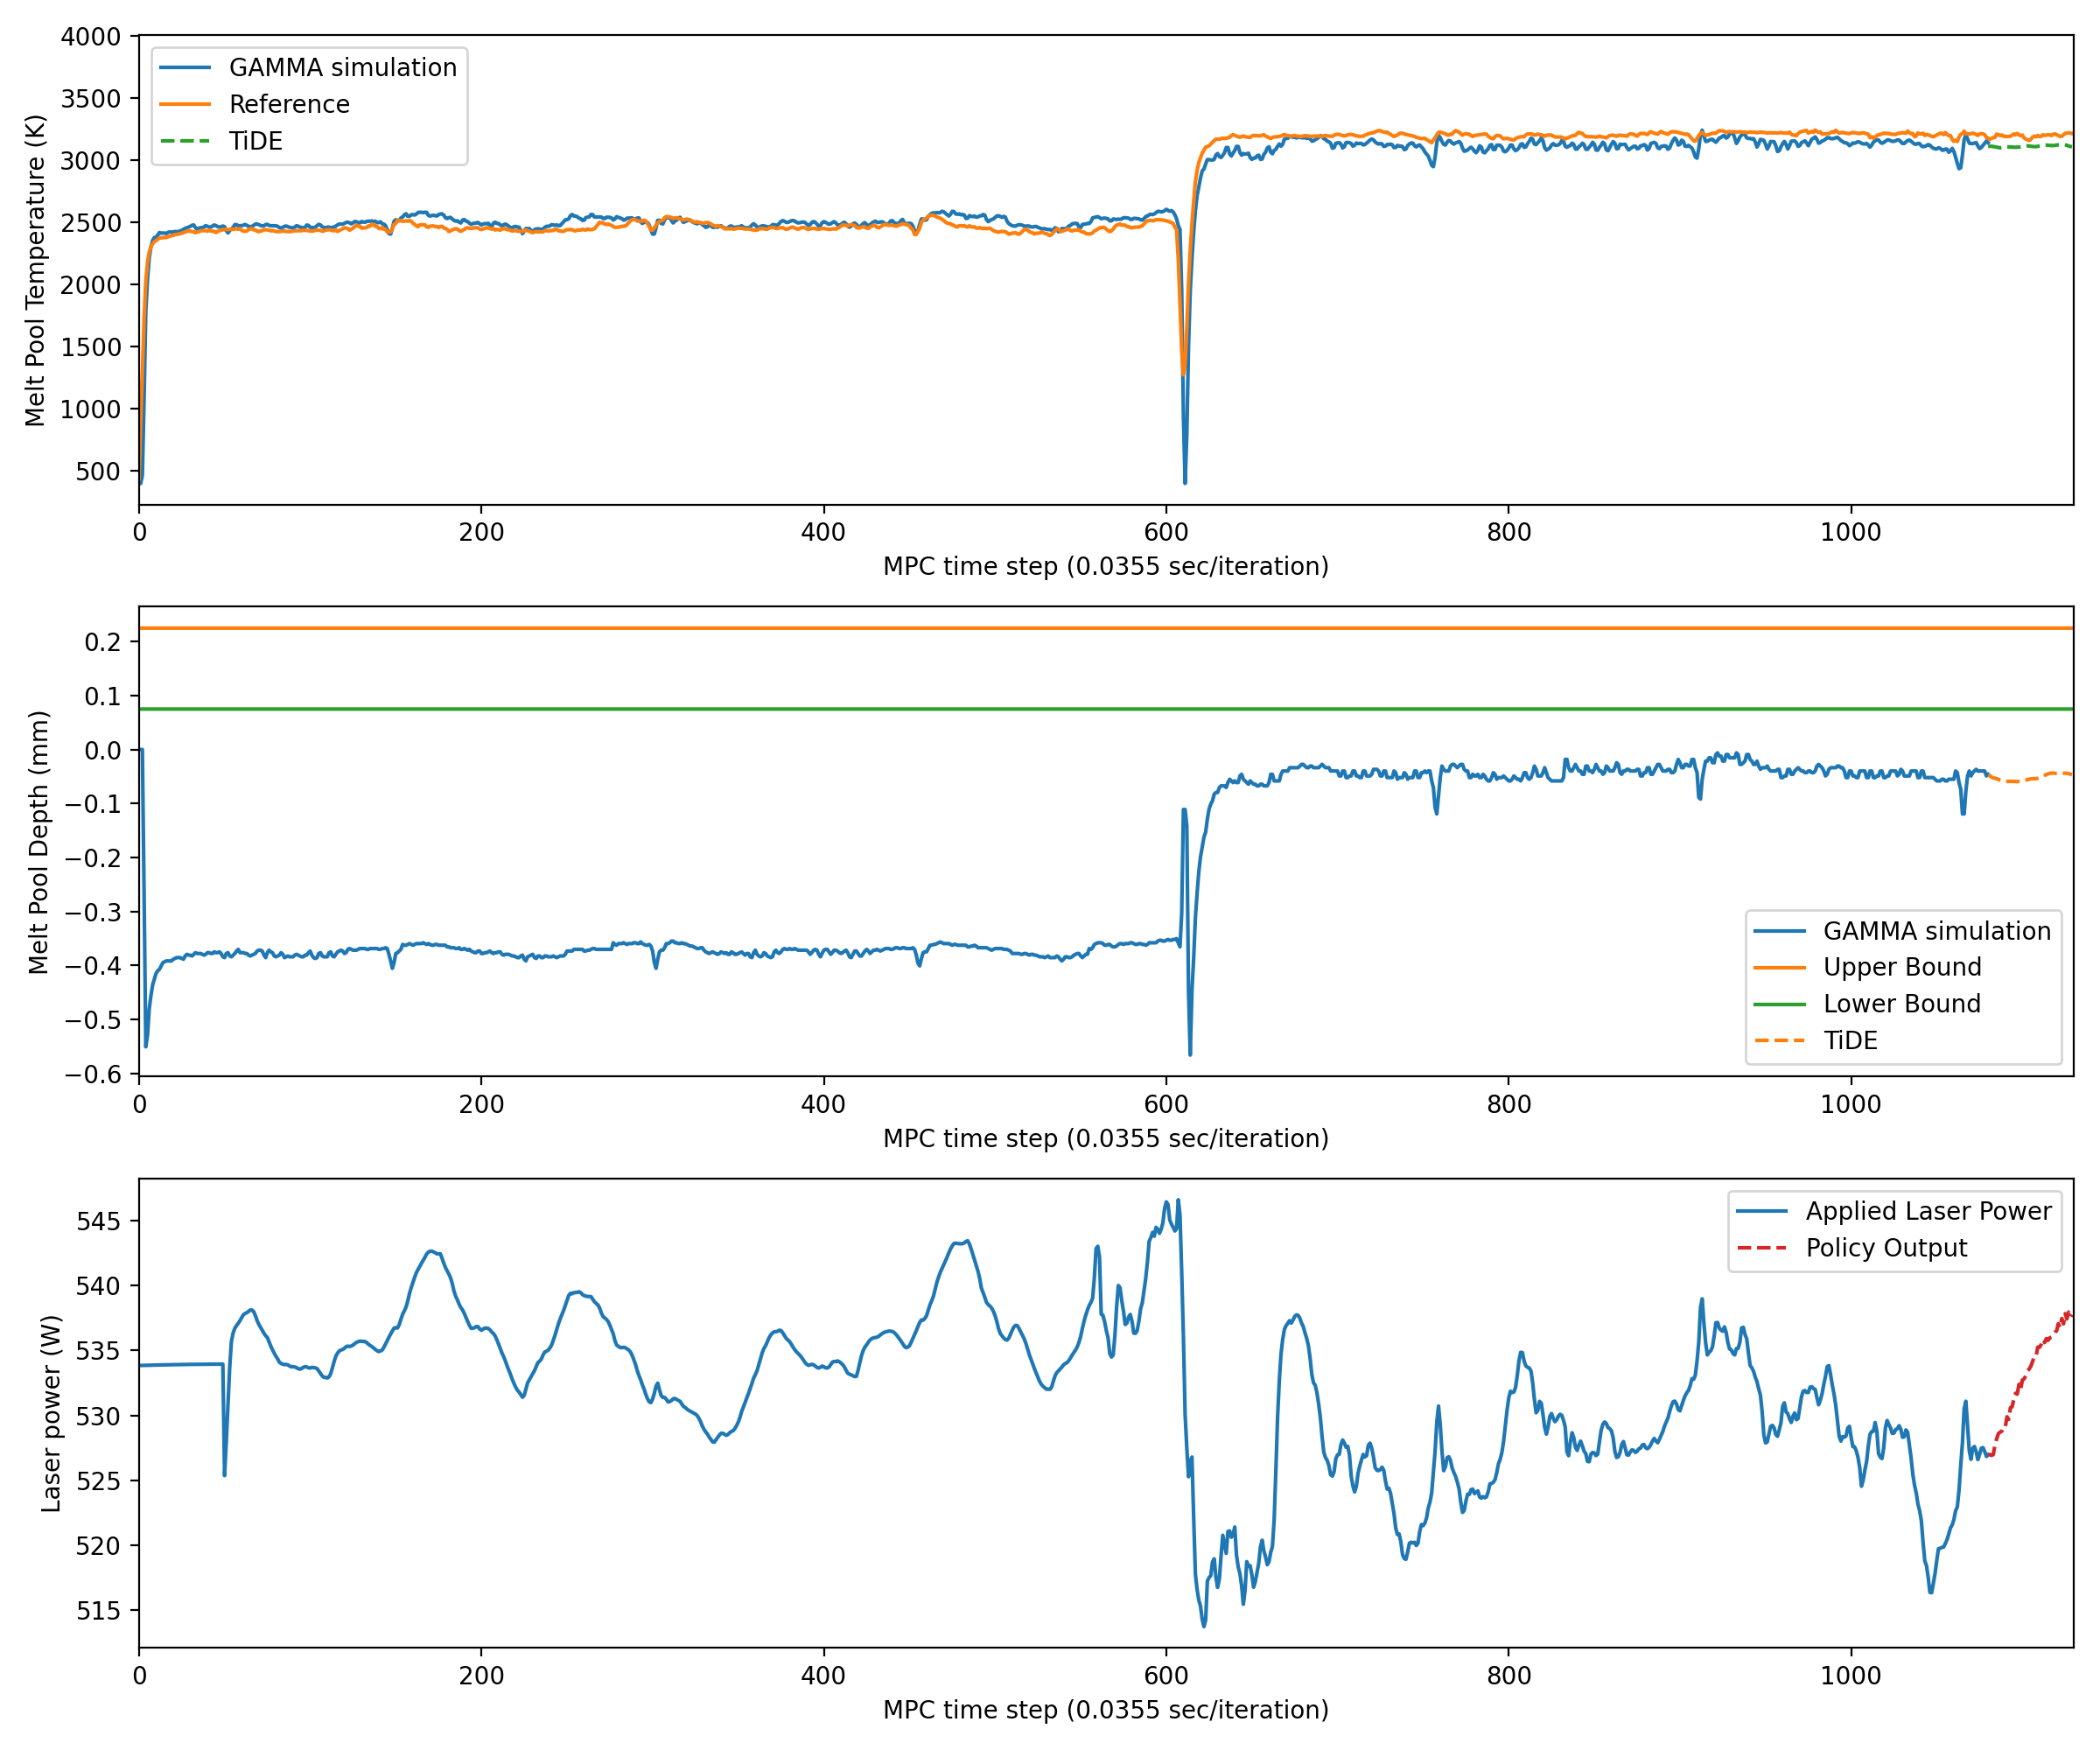 4000
3500
3000
2500
2000
1500
1000
500
Melt Pool Temperature (K)
GAMMA simulation
Reference
TiDE
0 200 400 600 800 1000
MPC time step (0.0355 sec/iteration)
0.2
0.1
0.0
−0.1
−0.2
−0.3
−0.4
−0.5
−0.6
Melt Pool Depth (mm)
GAMMA simulation
Upper Bound
Lower Bound
TiDE
0 200 400 600 800 1000
MPC time step (0.0355 sec/iteration)
545
540
535
530
525
520
515
Laser power (W)
Applied Laser Power
Policy Output
0 200 400 600 800 1000
MPC time step (0.0355 sec/iteration)